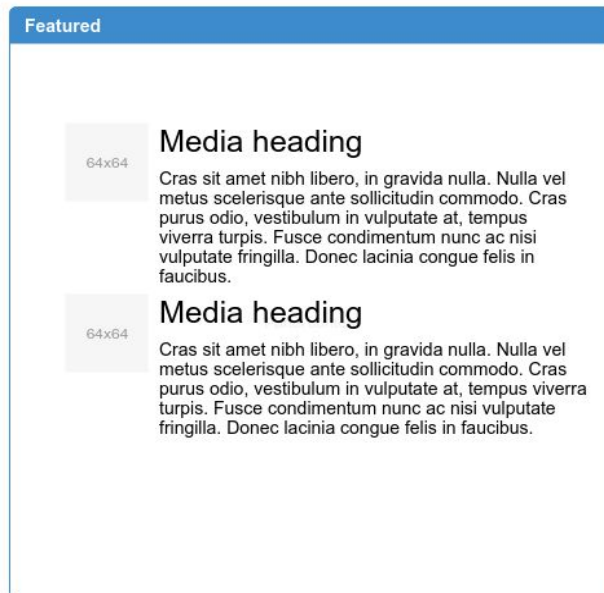 Featured
64x64
Media heading
Cras sit amet nibh libero, in gravida nulla. Nulla vel
metus scelerisque ante sollicitudin commodo. Cras
purus odio, vestibulum in vulputate at, tempus
viverra turpis. Fusce condimentum nunc ac nisi
vulputate fringilla. Donec lacinia congue felis in
faucibus.
64x64
Media heading
Cras sit amet nibh libero, in gravida nulla. Nulla vel
metus scelerisque ante sollicitudin commodo. Cras
purus odio, vestibulum in vulputate at, tempus viverra
turpis. Fusce condimentum nunc ac nisi vulputate
fringilla. Donec lacinia congue felis in faucibus.